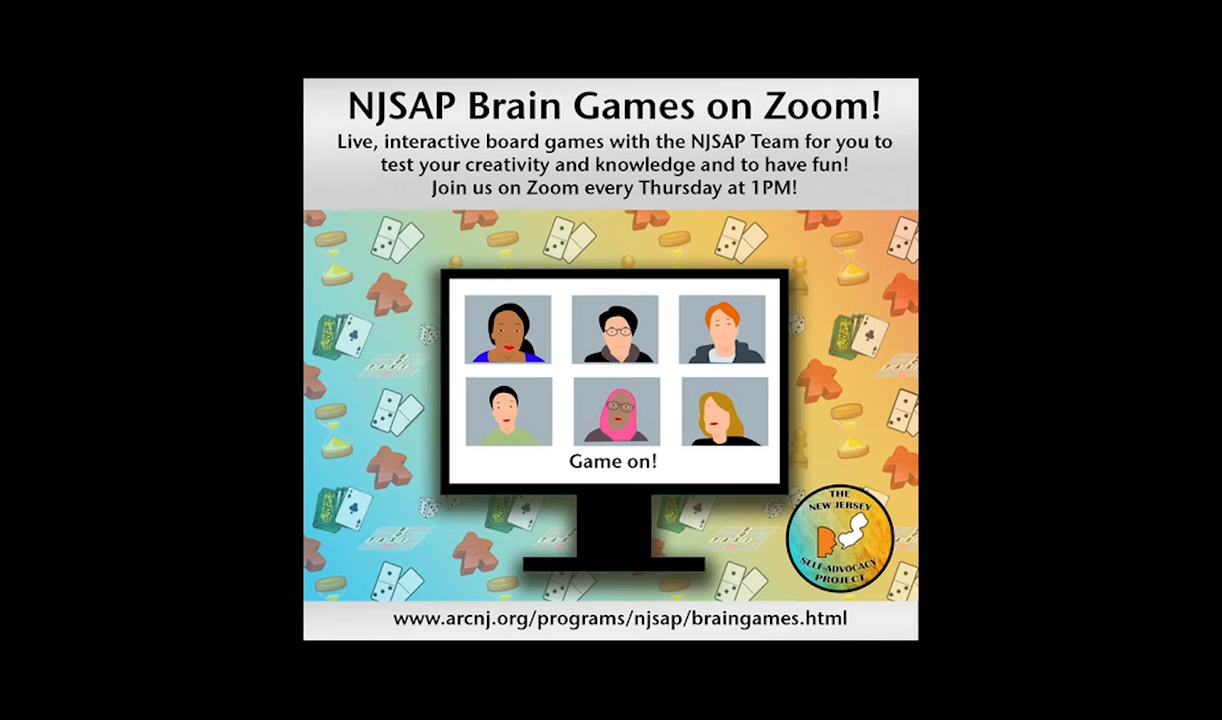 NJSAP Brain Games on Zoom!
Live, interactive board games with the NJSAP Team for you to
test your creativity and knowledge and to have fun!
Join us on Zoom every Thursday at 1PM!
Game on!
THE
NEW JERSEY
SELF-ADVOCACY
PROJECT
www.arcnj.org/programs/njsap/braingames.html